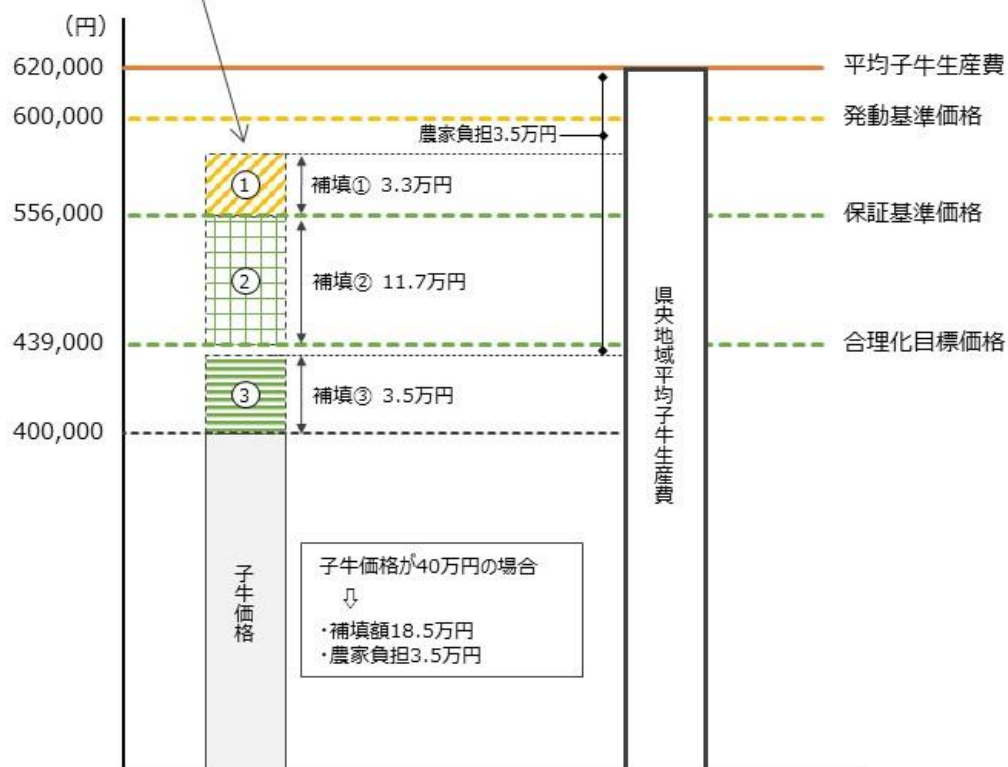 （円）
620,000
平均子牛生産費
600,000
発動基準価格
農家負担3.5万円
①
補填① 3.3万円
556,000
保証基準価格
②
補填② 11.7万円
439,000
合理化目標価格
③
補填③ 3.5万円
400,000
県央地域平均子牛生産費
子牛価格
子牛価格が40万円の場合
⇩
・補填額18.5万円
・農家負担3.5万円